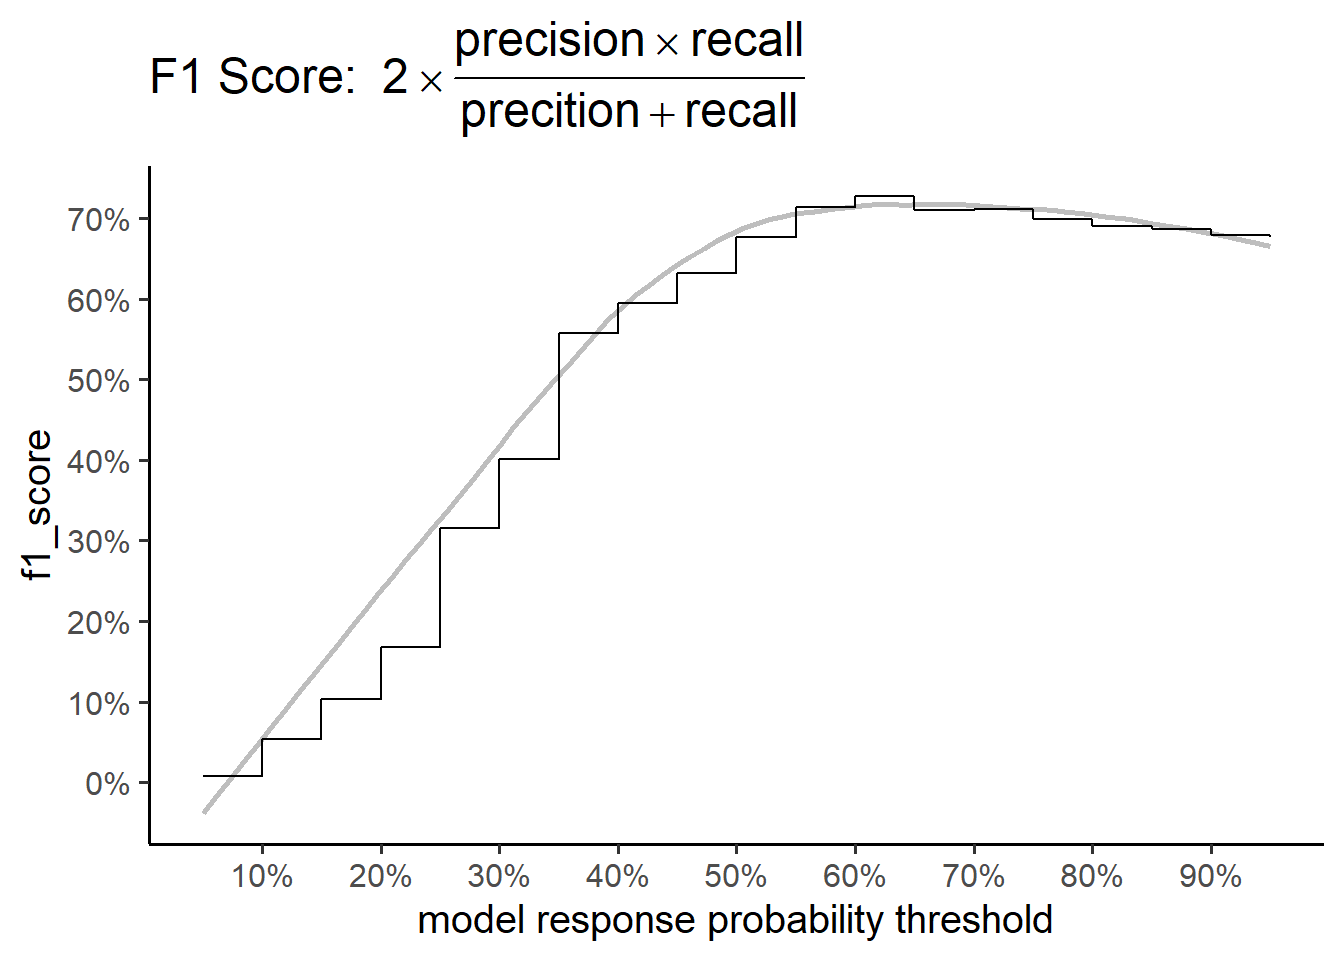 F1 Score: 2 × precision × recall
precition + recall
70%
60%
50%
40%
30%
20%
10%
0%
f1_score
10% 20% 30% 40% 50% 60% 70% 80% 90%
model response probability threshold